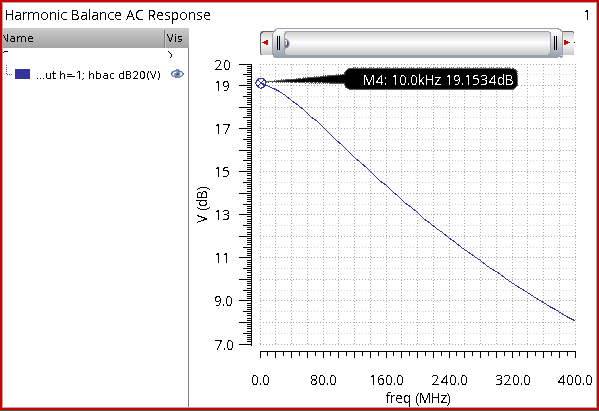 Harmonic Balance AC Response 1
Name Vis
...ut h=-1; hbac dB20(V)
M4: 10.0kHz 19.1534dB
20
19
17
15
13
11
9.0
7.0
V (dB)
0.0 80.0 160.0 240.0 320.0 400.0
freq (MHz)